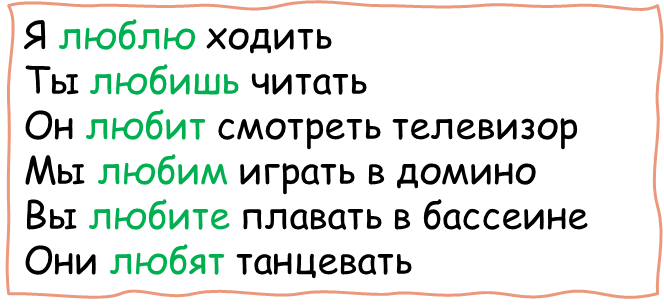 Я люблю ходить
Ты любишь читать
Он любит смотреть телевизор
Мы любим играть в домино
Вы любите плавать в бассеине
Они любят танцевать